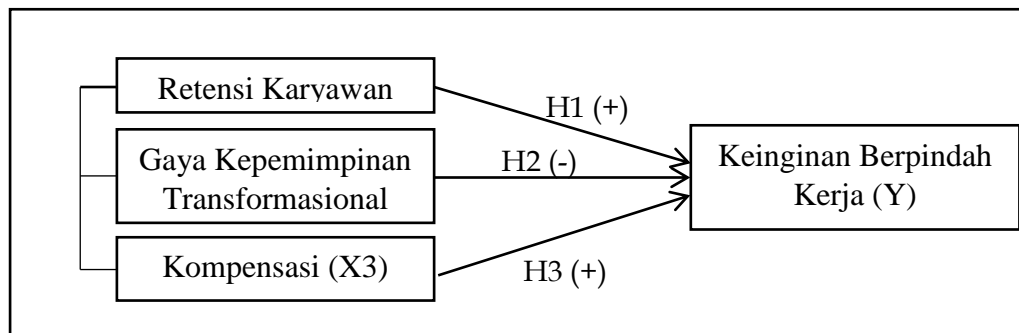 Retensi Karyawan
H1 (+)
Gaya Kepemimpinan
Transformasional
H2 (-)
Keinginan Berpindah
Kerja (Y)
Kompensasi (X3)
H3 (+)